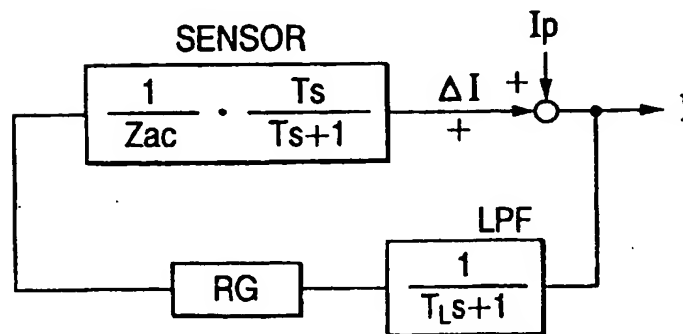 SENSOR
Ip
1/Zac · Ts/Ts+1
ΔI
+
+
LPF
RG
1/TLs+1